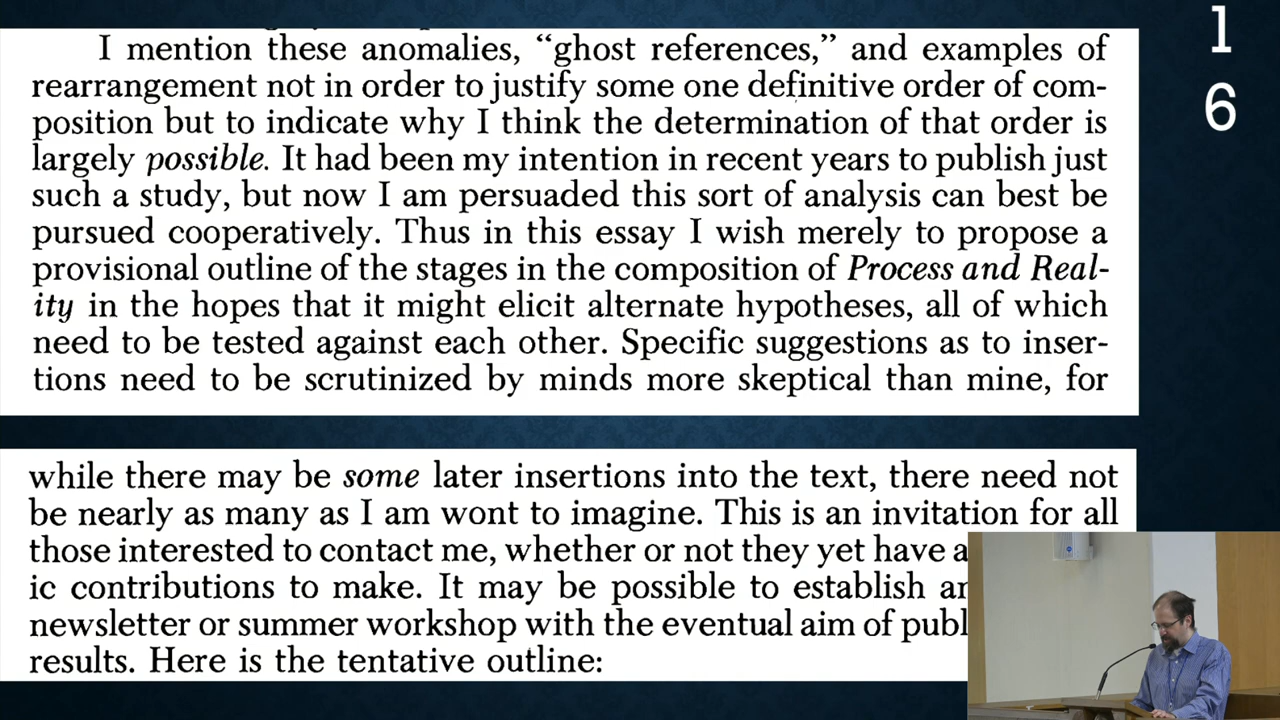 I mention these anomalies, “ghost references,” and examples of
rearrangement not in order to justify some one definitive order of com-
position but to indicate why I think the determination of that order is
largely possible. It had been my intention in recent years to publish just
such a study, but now I am persuaded this sort of analysis can best be
pursued cooperatively. Thus in this essay I wish merely to propose a
provisional outline of the stages in the composition of Process and Real-
ity in the hopes that it might elicit alternate hypotheses, all of which
need to be tested against each other. Specific suggestions as to inser-
tions need to be scrutinized by minds more skeptical than mine, for
while there may be some later insertions into the text, there need not
be nearly as many as I am wont to imagine. This is an invitation for all
those interested to contact me, whether or not they yet have a
ic contributions to make. It may be possible to establish an
newsletter or summer workshop with the eventual aim of publ
results. Here is the tentative outline:
1
6